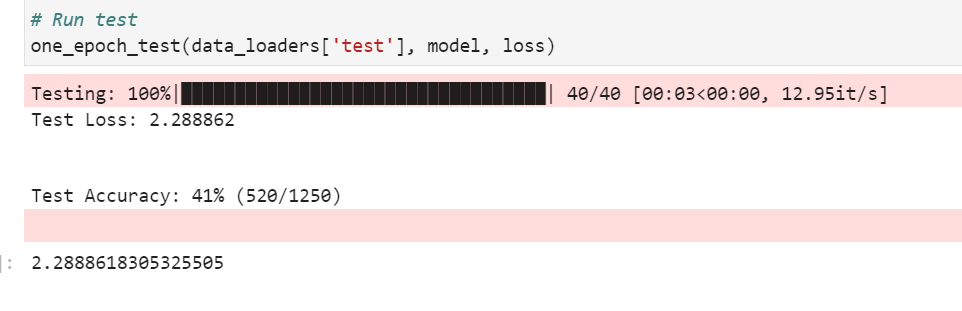 # Run test
one_epoch_test(data_loaders['test'], model, loss)
Testing: 100%|██████████████████████████████████| 40/40 [00:03<00:00, 12.95it/s]
Test Loss: 2.288862
Test Accuracy: 41% (520/1250)
]: 2.2888618305325505